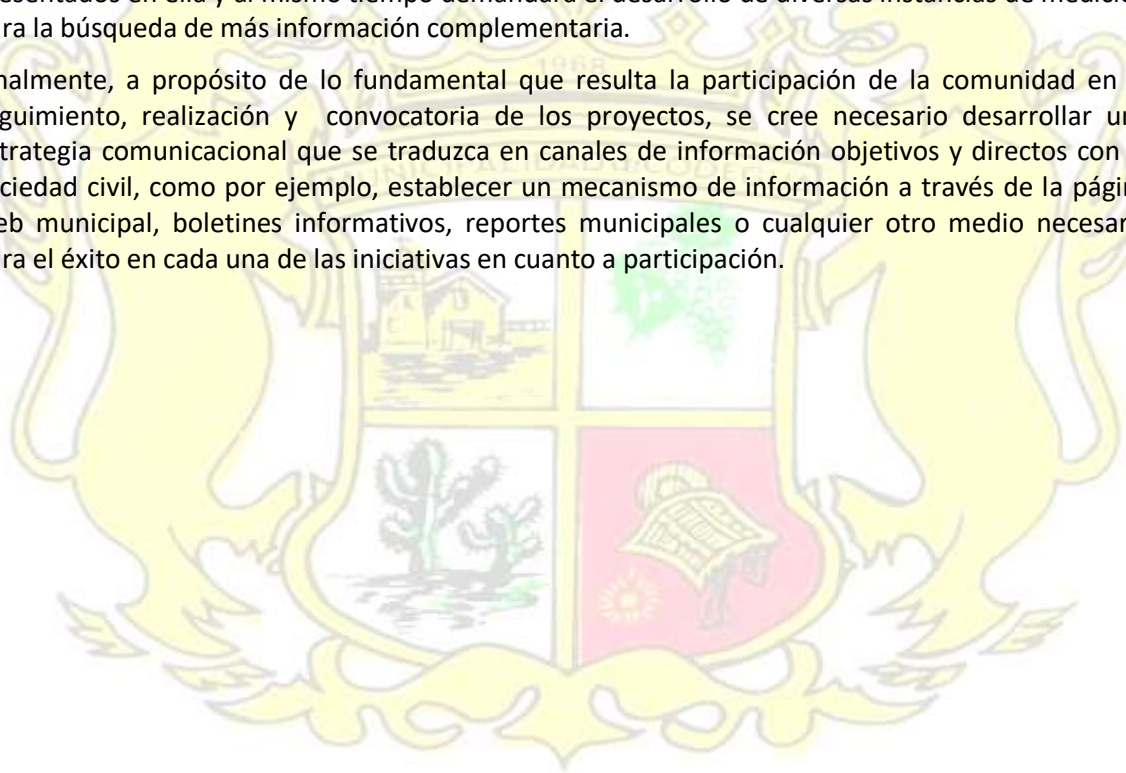 esentados en ella y al mismo tiempo demandará el desarrollo de diversas instancias de medició
ra la búsqueda de más información complementaria.
1968
nalmente, a propósito de lo fundamental que resulta la participación de la comunidad en
guimiento, realización y convocatoria de los proyectos, se cree necesario desarrollar un
trategia comunicacional que se traduzca en canales de información objetivos y directos con
MUNICIPALIDAD CODEGUA
ciedad civil, como por ejemplo, establecer un mecanismo de información a través de la págin
eb municipal, boletines informativos, reportes municipales o cualquier otro medio necesar
ra el éxito en cada una de las iniciativas en cuanto a participación.